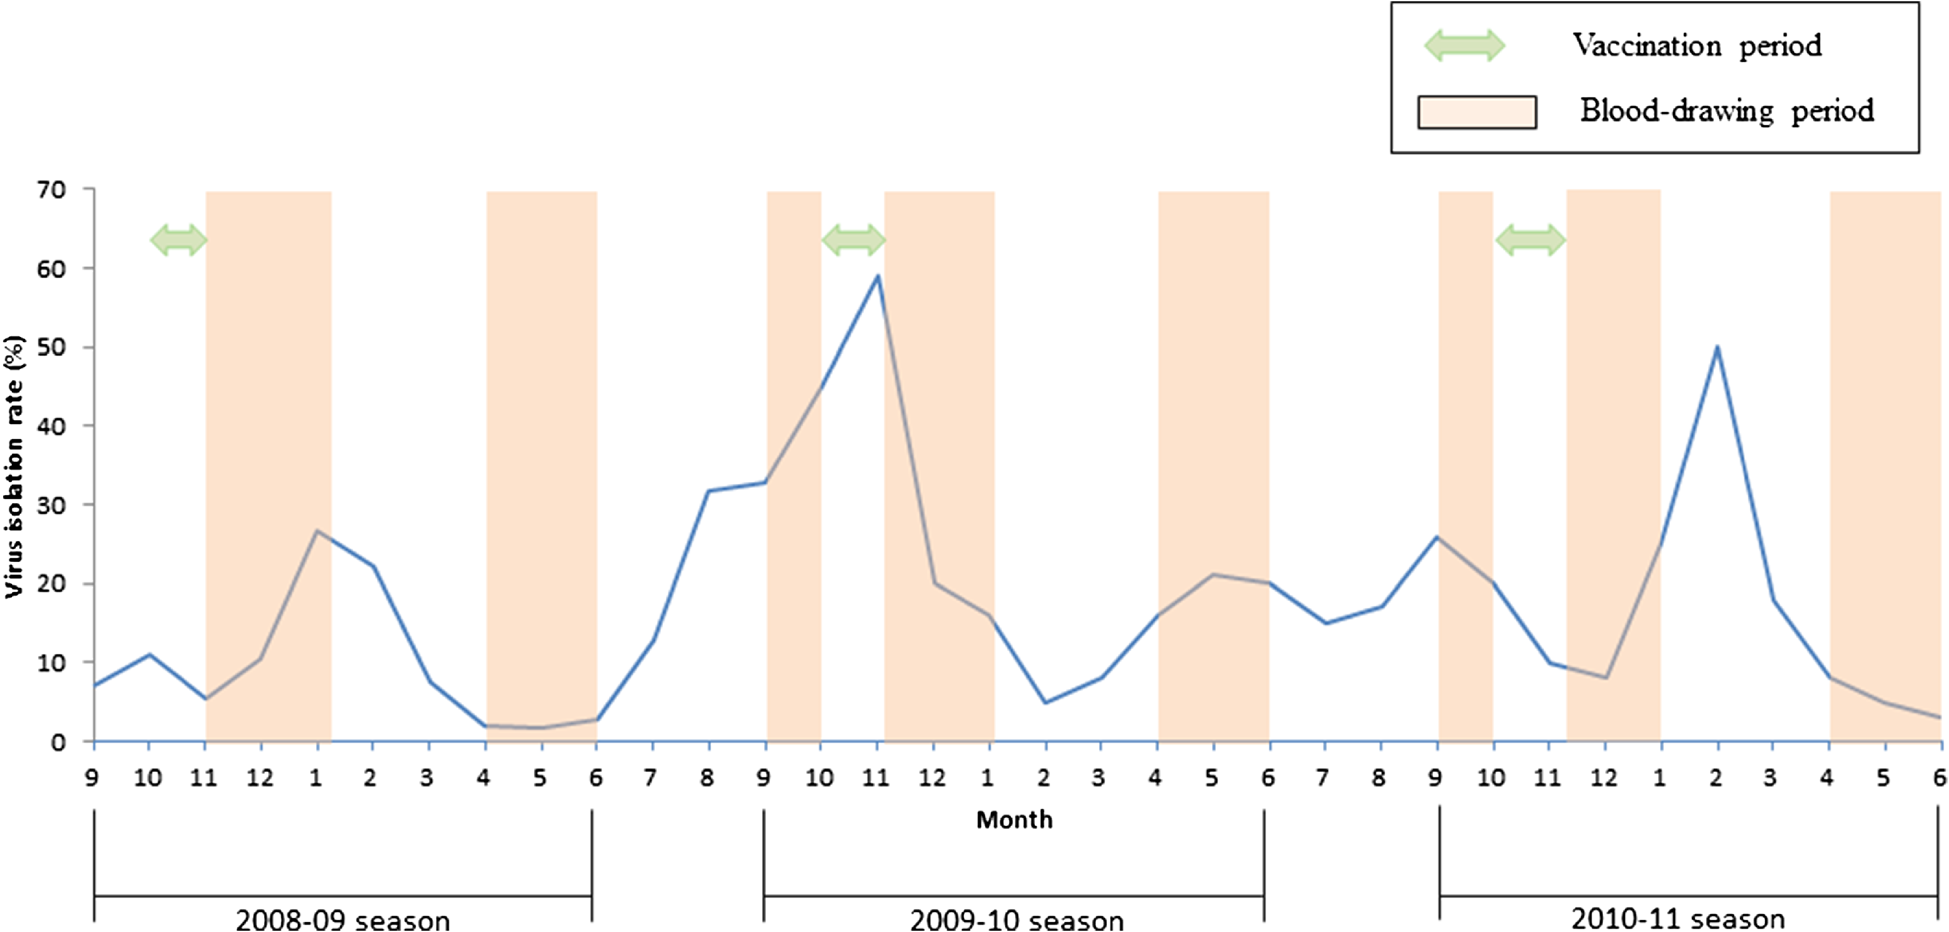 Vaccination period
Blood-drawing period
Virus isolation rate (%)
70
60
50
40
30
20
10
0
9 10 11 12 1 2 3 4 5 6 7 8 9 10 11 12 1 2 3 4 5 6 7 8 9 10 11 12 1 2 3 4 5 6
Month
2008-09 season 2009-10 season 2010-11 season